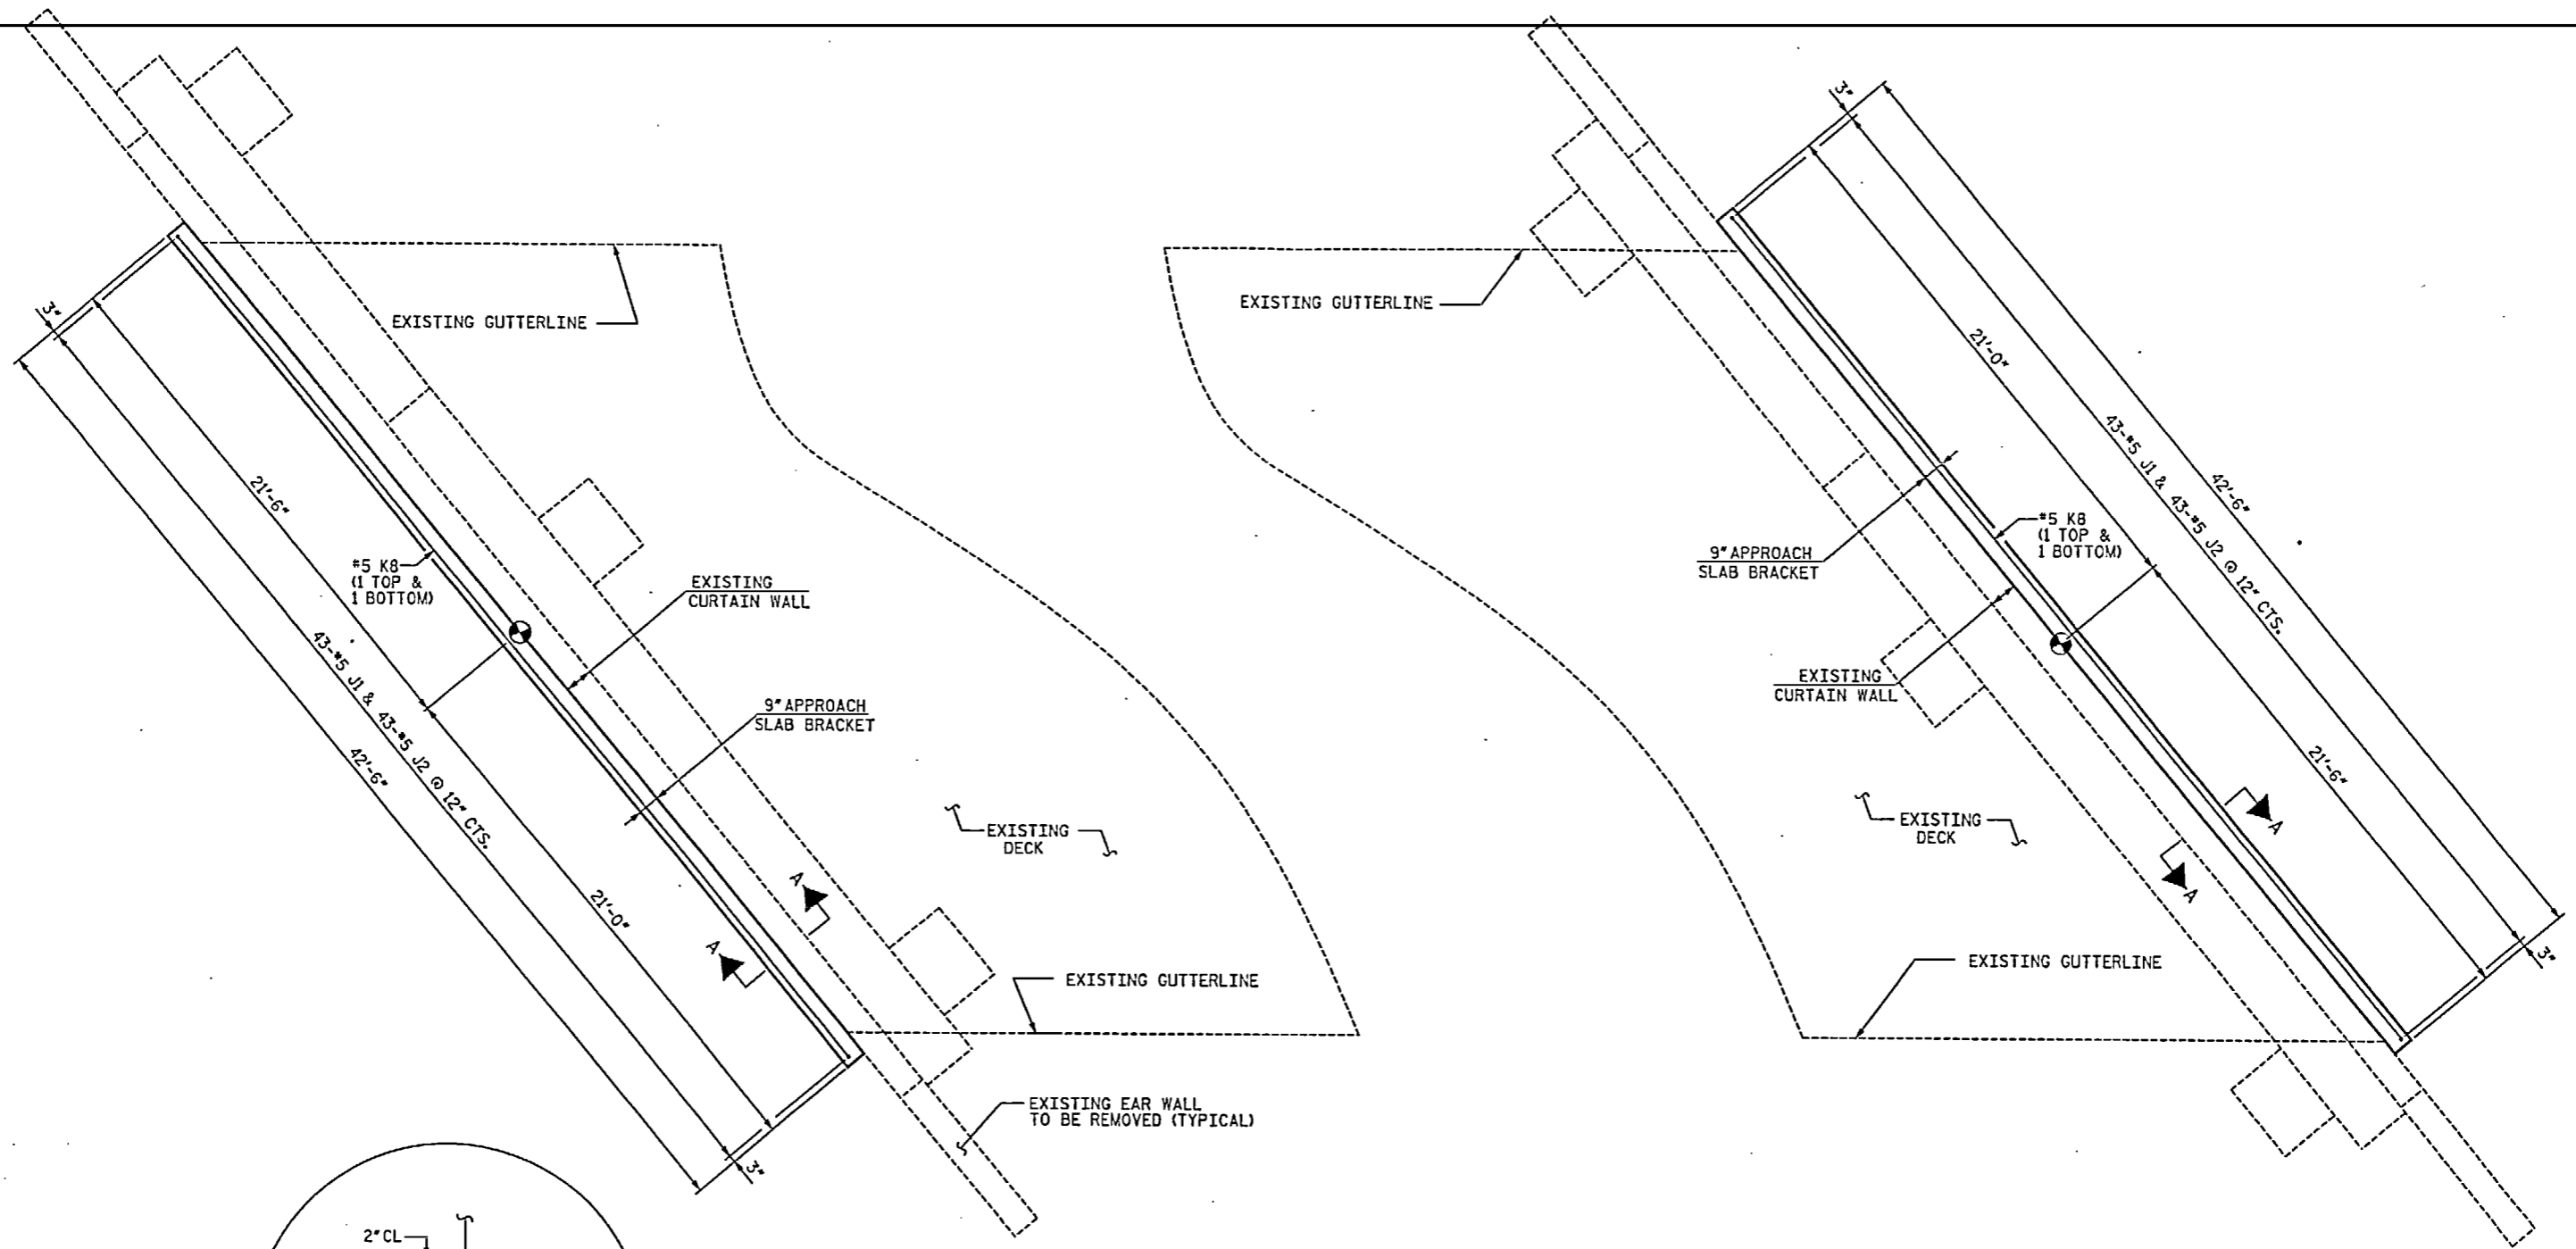 3"
21'-6"
21'-0"
43-#5 J1 & 43-#5 J2 @ 12" CTS.
42'-6"
3"
#5 K8
(1 TOP &
1 BOTTOM)
EXISTING GUTTERLINE
EXISTING
CURTAIN WALL
9" APPROACH
SLAB BRACKET
A
A
EXISTING
DECK
EXISTING GUTTERLINE
EXISTING EAR WALL
TO BE REMOVED (TYPICAL)
2" CL
EXISTING GUTTERLINE
3"
21'-0"
43-#5 J1 & 43-#5 J2 @ 12" CTS.
42'-6"
#5 K8
(1 TOP &
1 BOTTOM)
9" APPROACH
SLAB BRACKET
EXISTING
CURTAIN WALL
21'-6"
A
A
EXISTING
DECK
EXISTING GUTTERLINE
3"